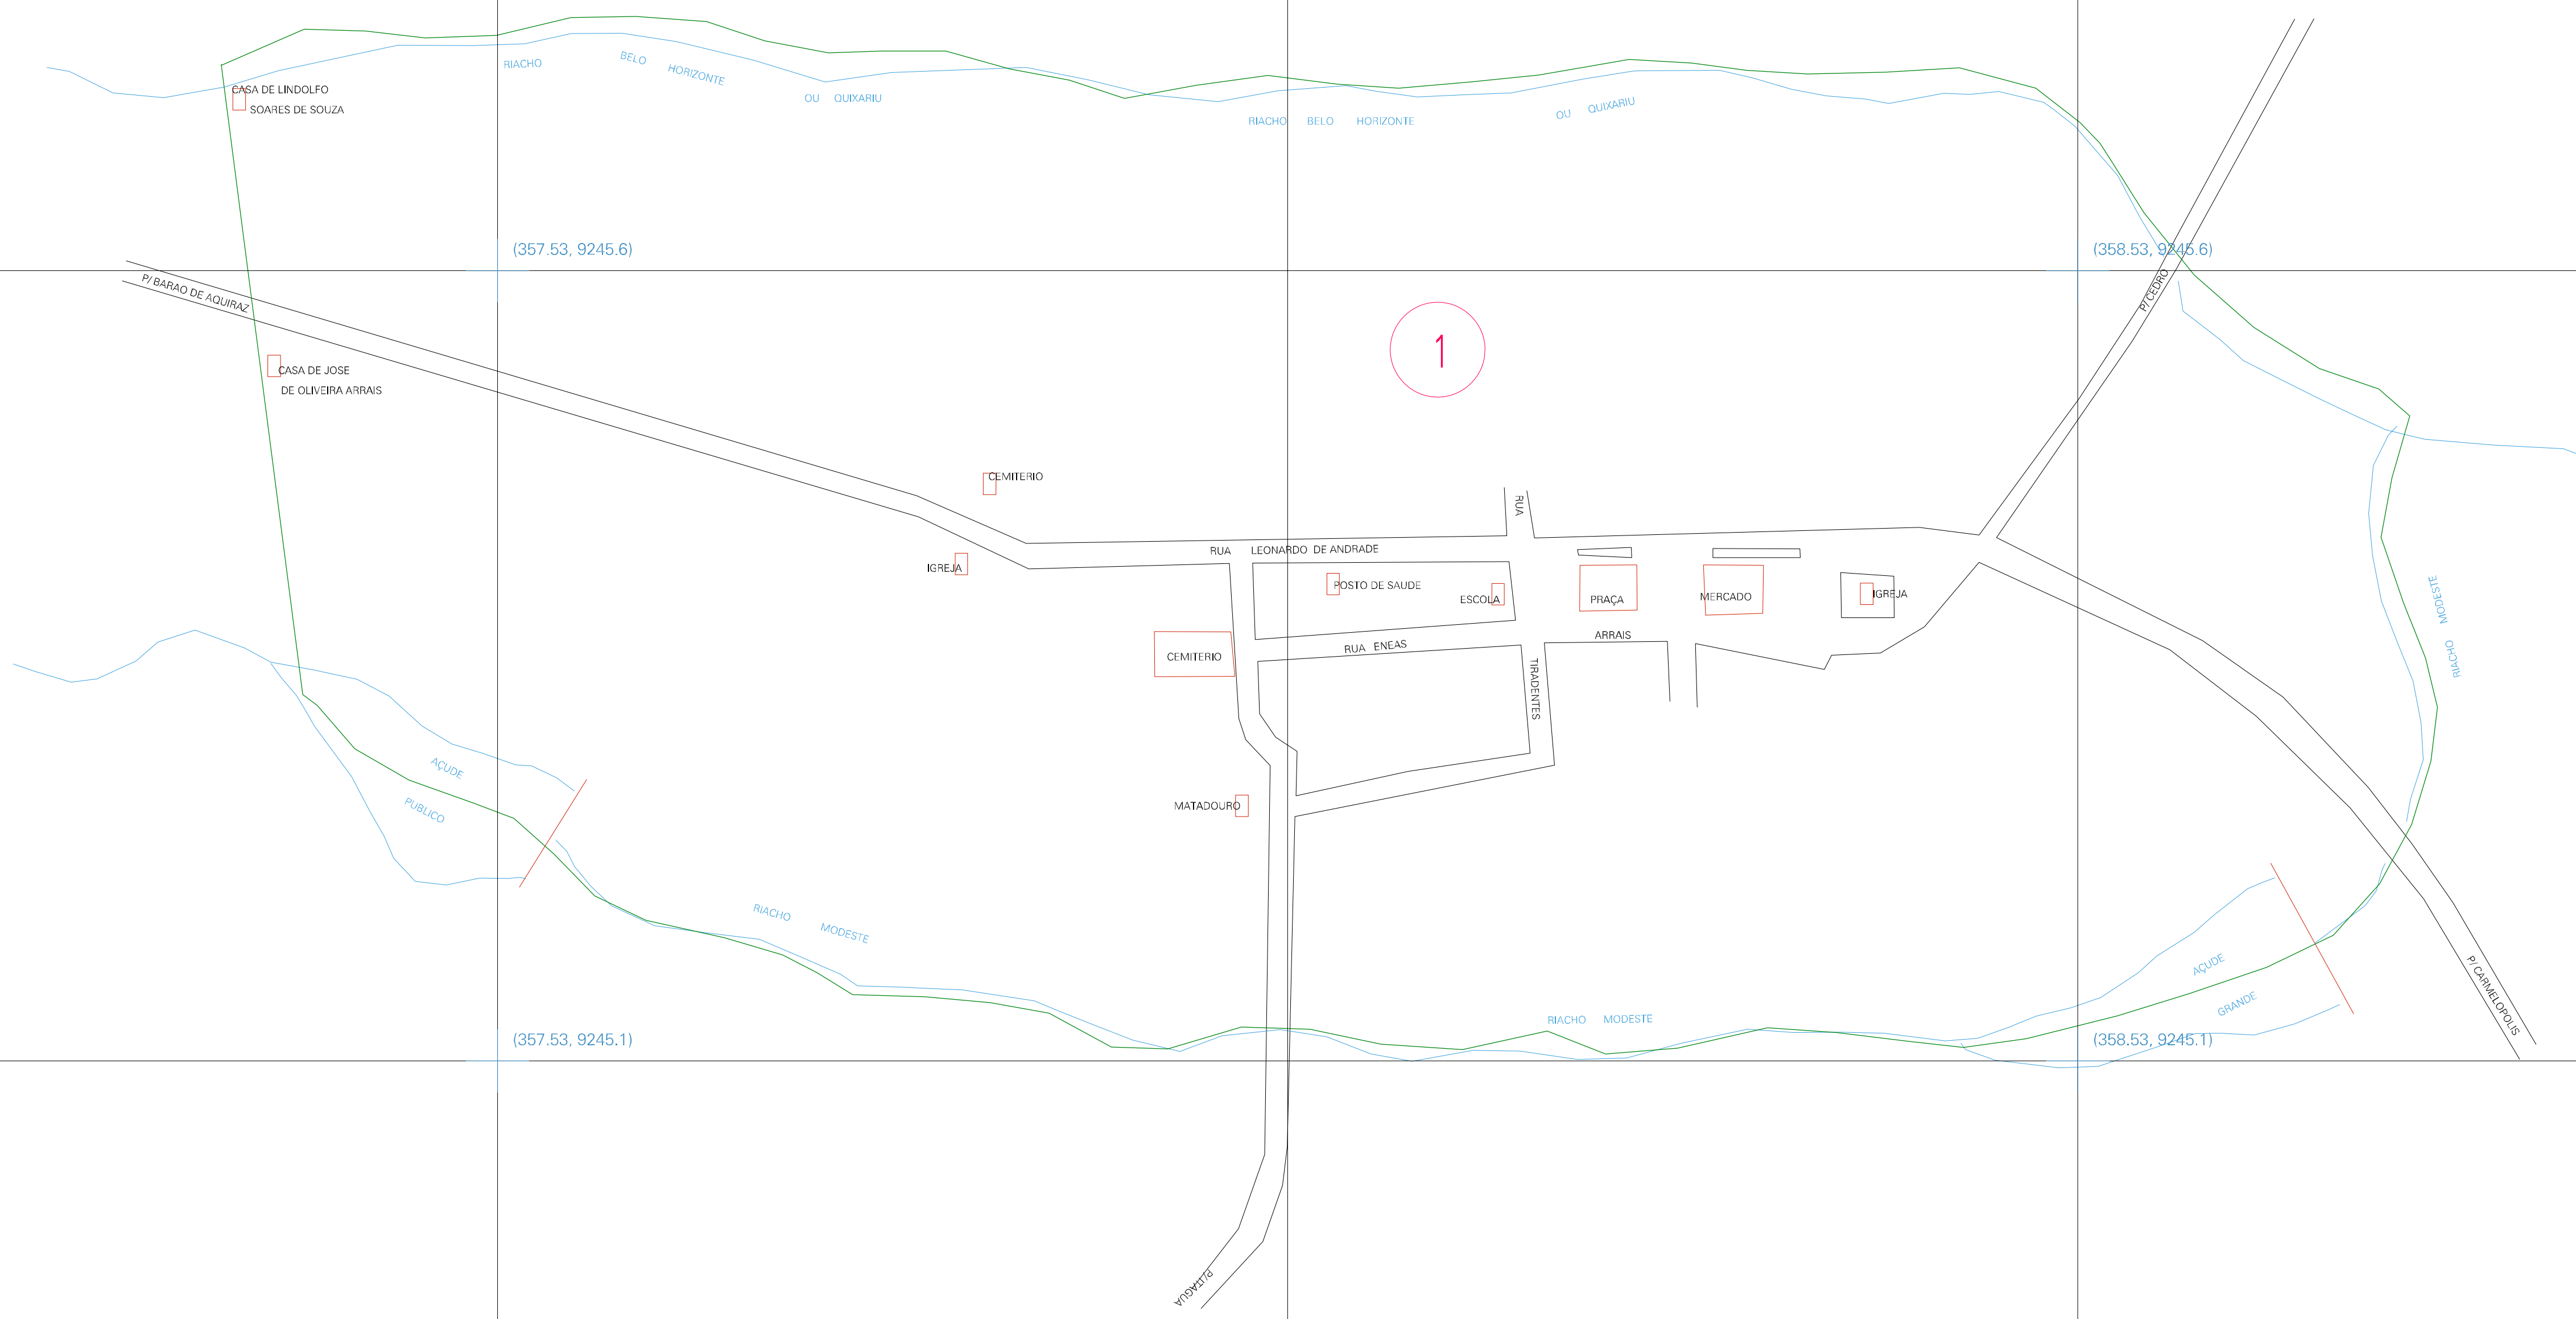 RIACHO BELO HORIZONTE OU QUIXARIU
CASA DE LINDOLFO
SOARES DE SOUZA
RIACHO BELO HORIZONTE OU QUIXARIU
(357.53, 9245.6)
(358.53, 9245.6)
P/ BARAO DE AQUIRAZ
P/ CEDRO
1
CASA DE JOSE
DE OLIVEIRA ARRAIS
CEMITERIO
RUA
RUA LEONARDO DE ANDRADE
IGREJA
POSTO DE SAUDE
ESCOLA
PRAÇA
MERCADO
IGREJA
RIACHO MODESTE
ARRAIS
RUA ENEAS
CEMITERIO
TIRADENTES
AÇUDE
PUBLICO
MATADOURO
RIACHO MODESTE
AÇUDE
GRANDE
P/ CARMELOPOLIS
RIACHO MODESTE
(357.53, 9245.1)
(358.53, 9245.1)
P/ITAGUA